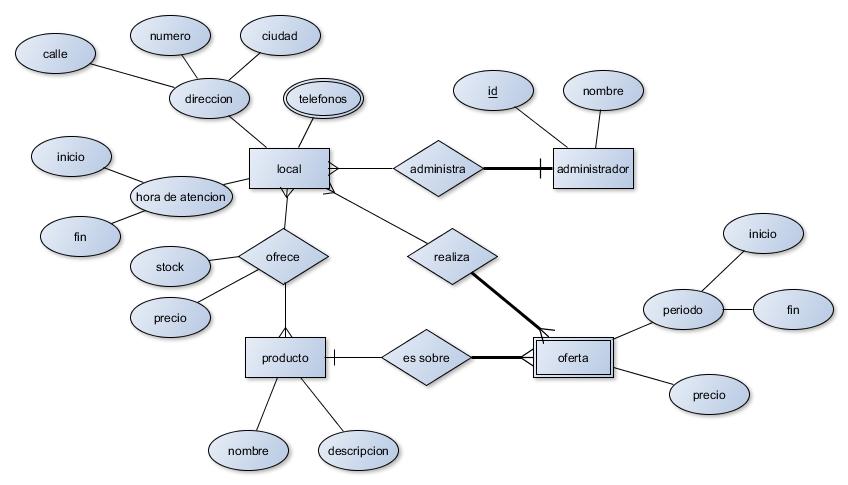 numero
ciudad
calle
direccion
telefonos
id
nombre
inicio
local
administra
administrador
hora de atencion
fin
inicio
stock
ofrece
realiza
precio
periodo
fin
producto
es sobre
oferta
precio
nombre
descripcion